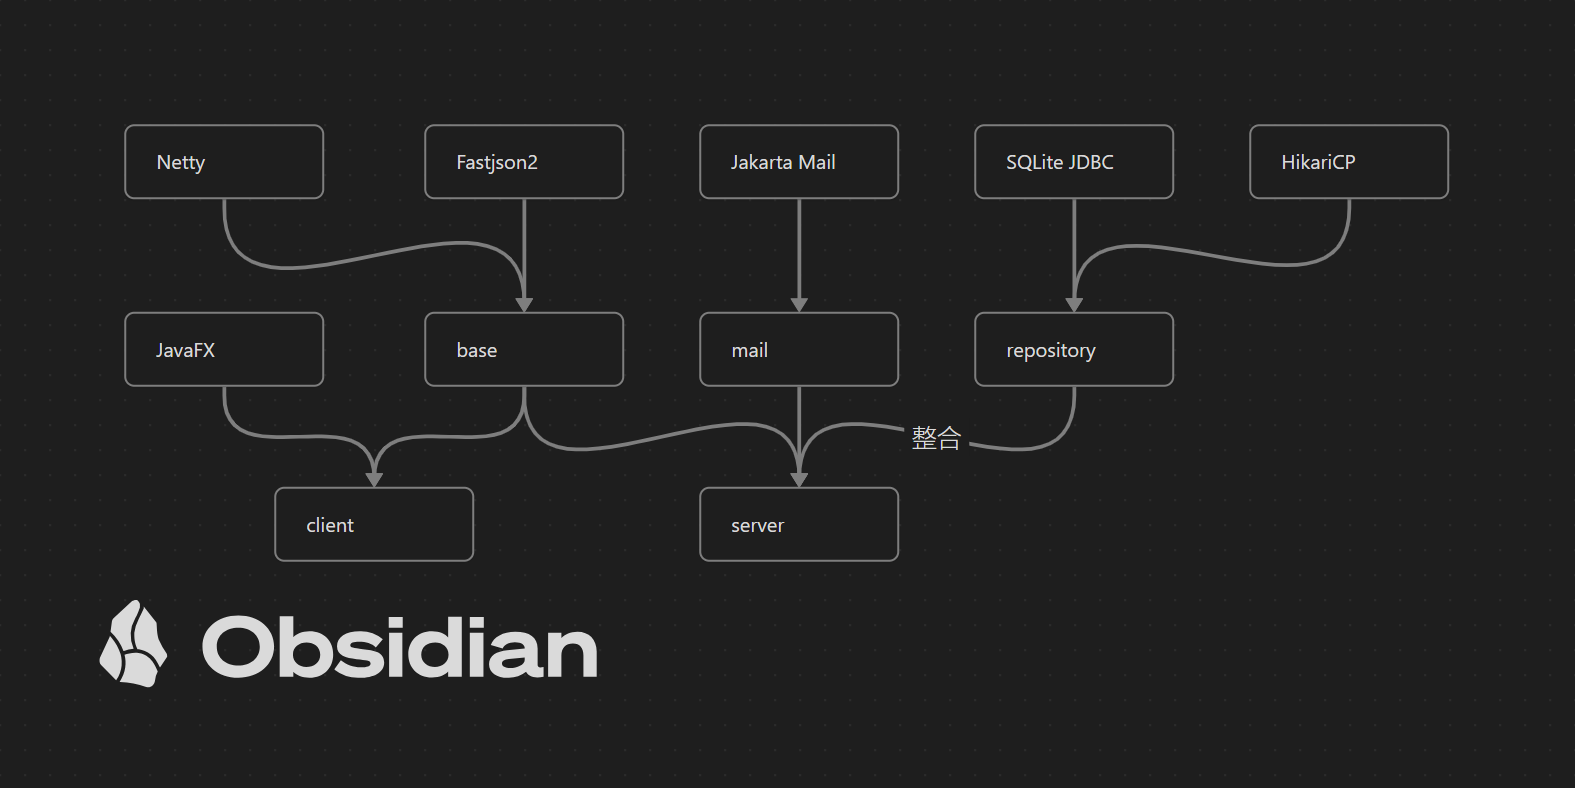 Netty
Fastjson2
Jakarta Mail
SQLite JDBC
HikariCP
JavaFX
base
mail
repository
整合
client
server
Obsidian